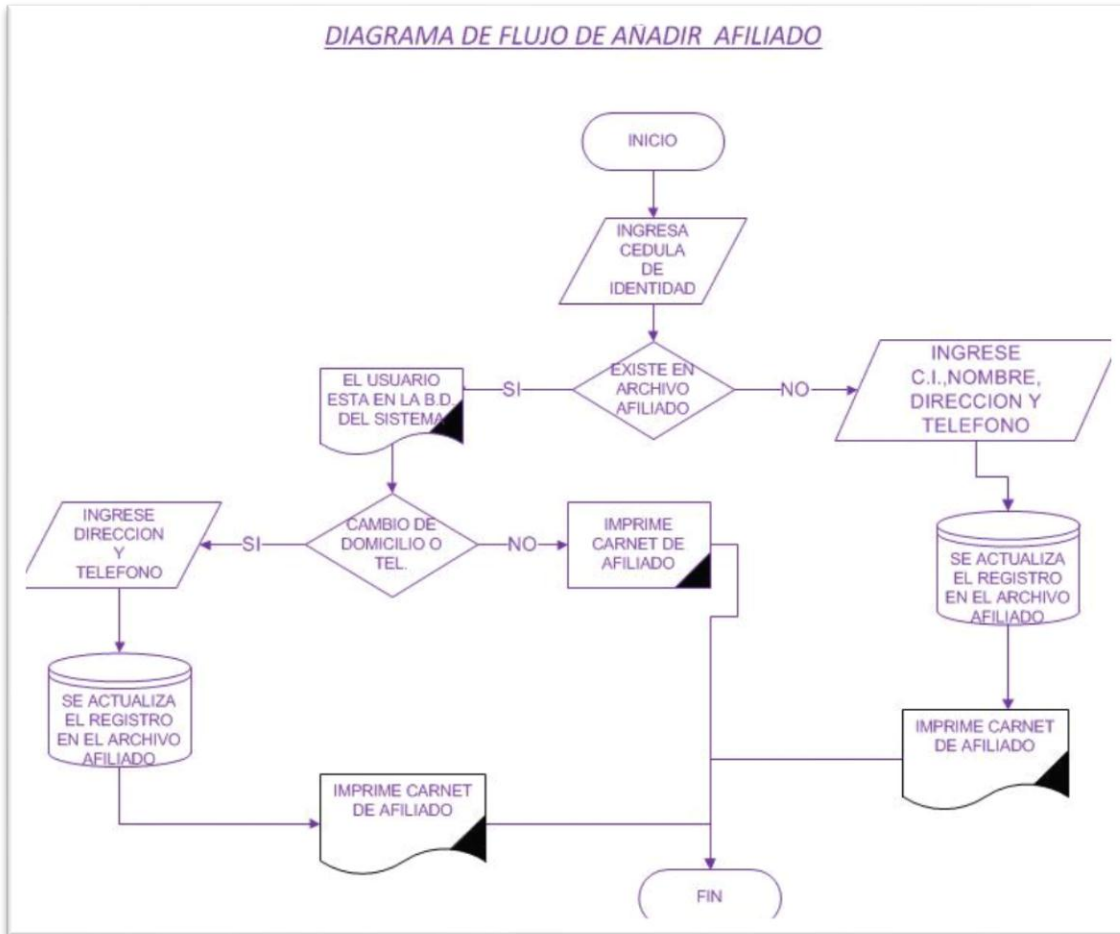 DIAGRAMA DE FLUJO DE AÑADIR AFILIADO
INICIO
INGRESA
CEDULA
DE
IDENTIDAD
EXISTE EN
ARCHIVO
AFILIADO
SI
NO
EL USUARIO
ESTA EN LA B.D.
DEL SISTEMA
INGRESE
C.I.,NOMBRE,
DIRECCION Y
TELEFONO
CAMBIO DE
DOMICILIO O
TEL.
SI
NO
INGRESE
DIRECCION
Y
TELEFONO
IMPRIME
CARNET DE
AFILIADO
SE ACTUALIZA
EL REGISTRO
EN EL ARCHIVO
AFILIADO
SE ACTUALIZA
EL REGISTRO
EN EL ARCHIVO
AFILIADO
IMPRIME CARNET
DE AFILIADO
IMPRIME CARNET
DE AFILIADO
FIN